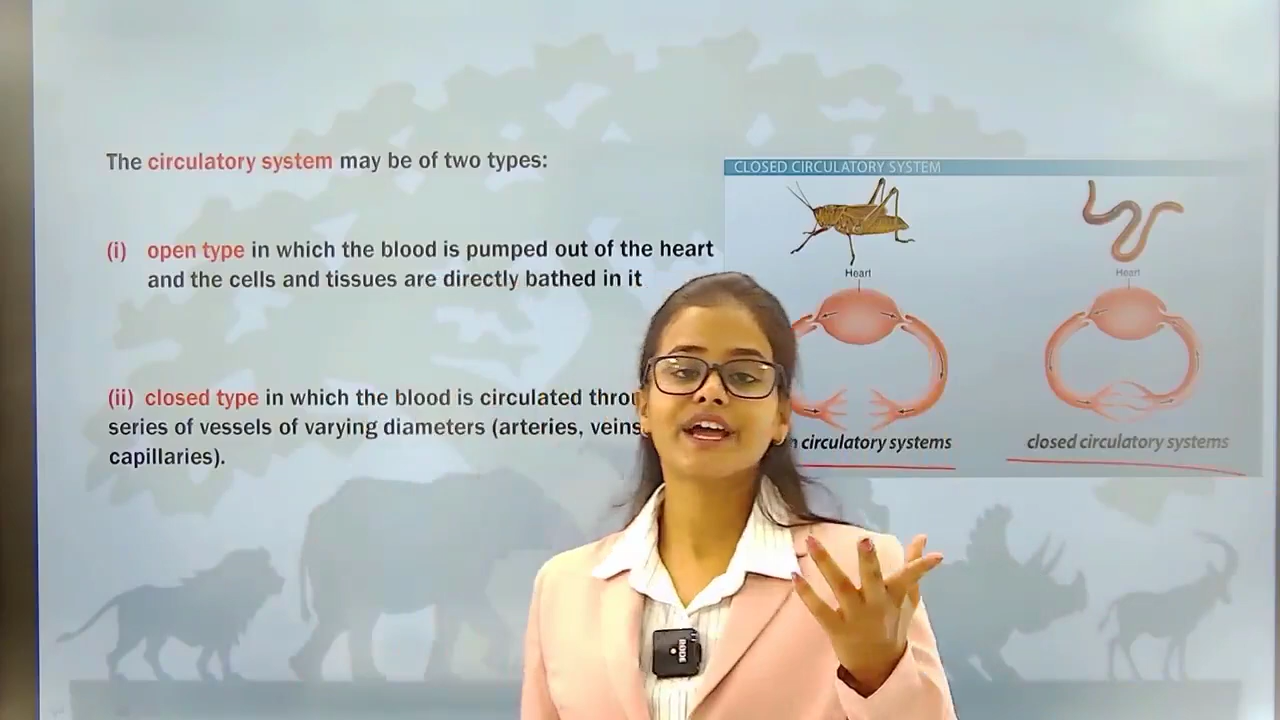 The circulatory system may be of two types:
(i) open type in which the blood is pumped out of the heart
and the cells and tissues are directly bathed in it
(ii) closed type in which the blood is circulated
series of vessels of varying diameters (arteries, veins
capillaries).
CLOSED CIRCULATORY SYSTEM
Heart
Heart
circulatory systems
closed circulatory systems
RODE